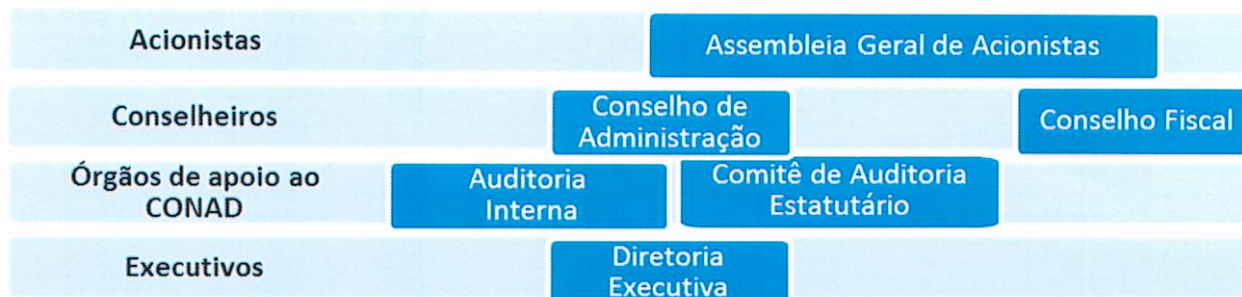 Acionistas
Assembleia Geral de Acionistas
Conselheiros
Conselho de
Administração
Conselho Fiscal
Órgãos de apoio ao
CONAD
Auditoria
Interna
Comitê de Auditoria
Estatutário
Executivos
Diretoria
Executiva